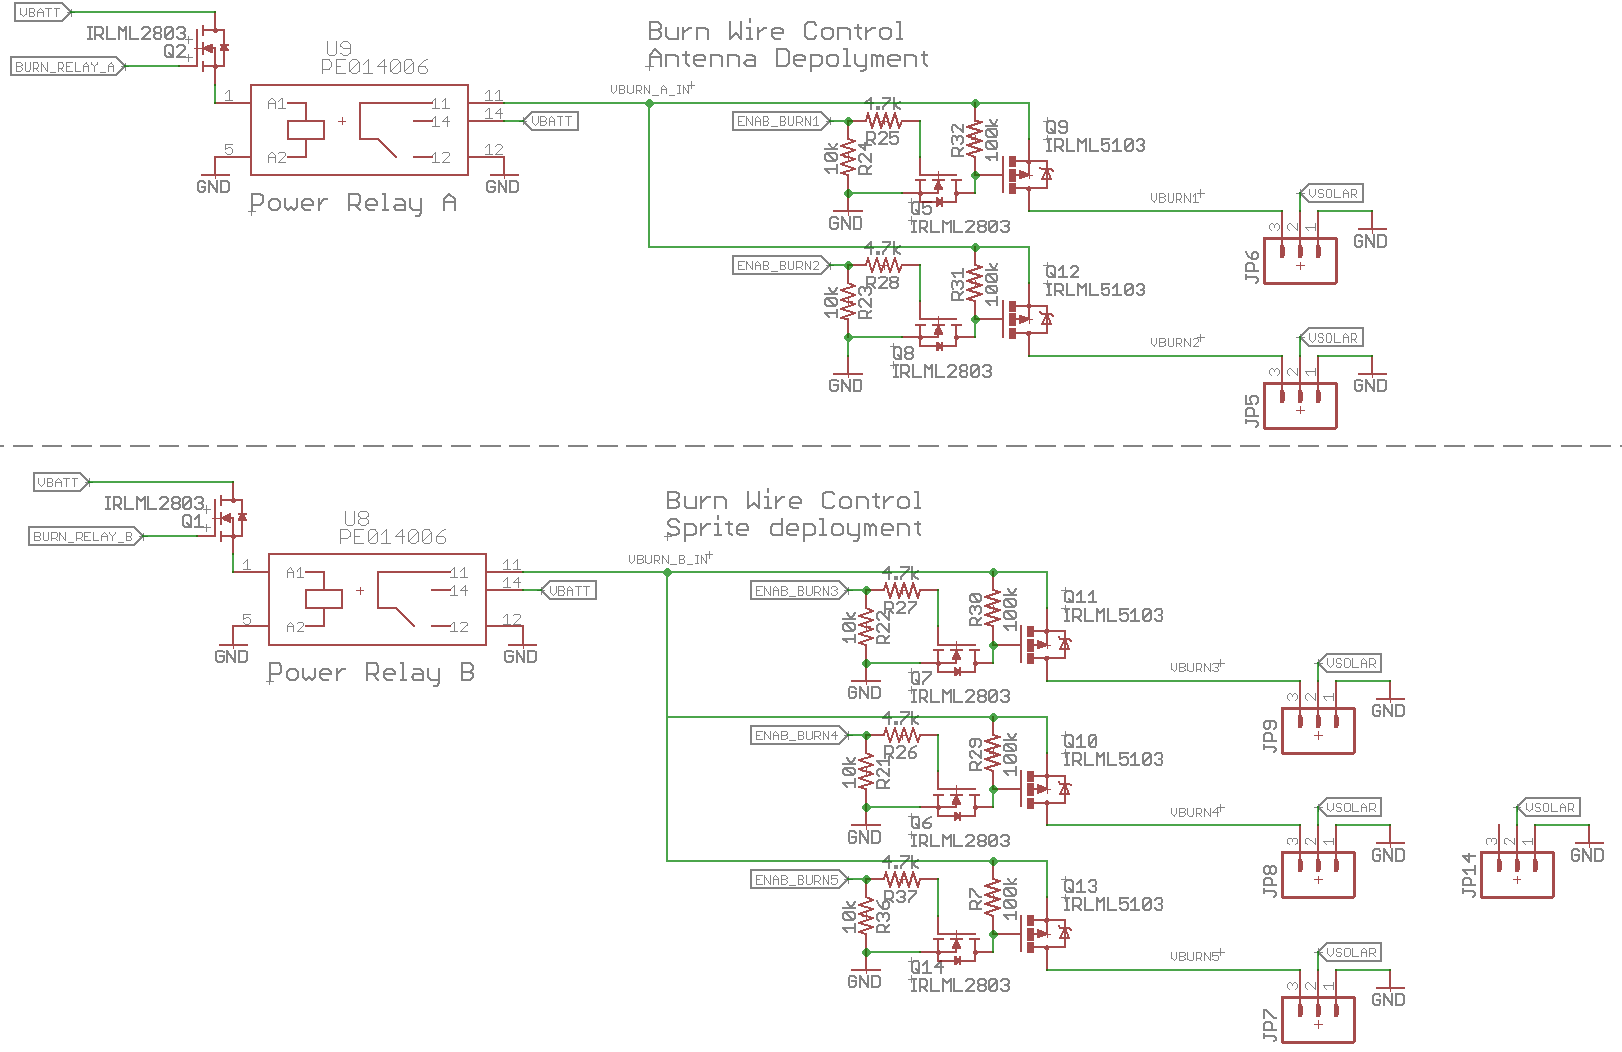 VBATT
IRLML2803
Q2
BURN_RELAY_A
U9
PE014006
1
A1
11
11
14
14
VBATT
5
A2
12
12
GND
GND
Power Relay A
Burn Wire Control
Antenna Depolyment
VBURN_A_IN
ENAB_BURN1
4.7k
R25
10k
R24
GND
Q5
IRLML2803
R32
100k
Q9
IRLML5103
VBURN1
VSOLAR
3
2
1
GND
JP6
ENAB_BURN2
4.7k
R28
10k
R23
GND
Q8
IRLML2803
R31
100k
Q12
IRLML5103
VBURN2
VSOLAR
3
2
1
GND
JP5
VBATT
IRLML2803
Q1
BURN_RELAY_B
U8
PE014006
1
A1
11
11
14
14
VBATT
5
A2
12
12
GND
GND
Power Relay B
Burn Wire Control
Sprite deployment
VBURN_B_IN
ENAB_BURN3
4.7k
R27
10k
R22
GND
Q7
IRLML2803
R30
100k
Q11
IRLML5103
VBURN3
VSOLAR
3
2
1
GND
JP9
ENAB_BURN4
4.7k
R26
10k
R21
GND
Q6
IRLML2803
R29
100k
Q10
IRLML5103
VBURN4
VSOLAR
3
2
1
GND
JP8
VSOLAR
3
2
1
GND
JP14
ENAB_BURN5
4.7k
R37
10k
R36
GND
Q14
IRLML2803
R7
100k
Q13
IRLML5103
VBURN5
VSOLAR
3
2
1
GND
JP7